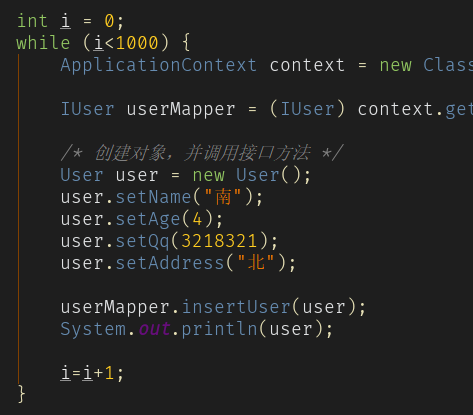 int i = 0;
while (i<1000) {
ApplicationContext context = new Class
IUser userMapper = (IUser) context.get
/* 创建对象，并调用接口方法 */
User user = new User();
user.setName("南");
user.setAge(4);
user.setQq(3218321);
user.setAddress("北");
userMapper.insertUser(user);
System.out.println(user);
i=i+1;
}